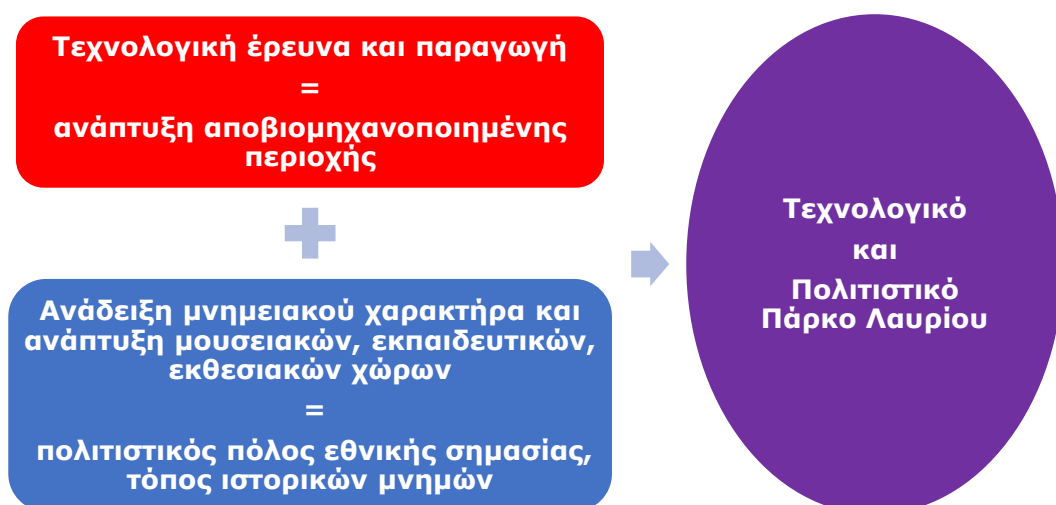 Τεχνολογική έρευνα και παραγωγή
=
ανάπτυξη αποβιομηχανοποιημένης
περιοχής
Ανάδειξη μνημειακού χαρακτήρα και
ανάπτυξη μουσειακών, εκπαιδευτικών,
εκθεσιακών χώρων
=
πολιτιστικός πόλος εθνικής σημασίας,
τόπος ιστορικών μνημών
Τεχνολογικό
και
Πολιτιστικό
Πάρκο Λαυρίου